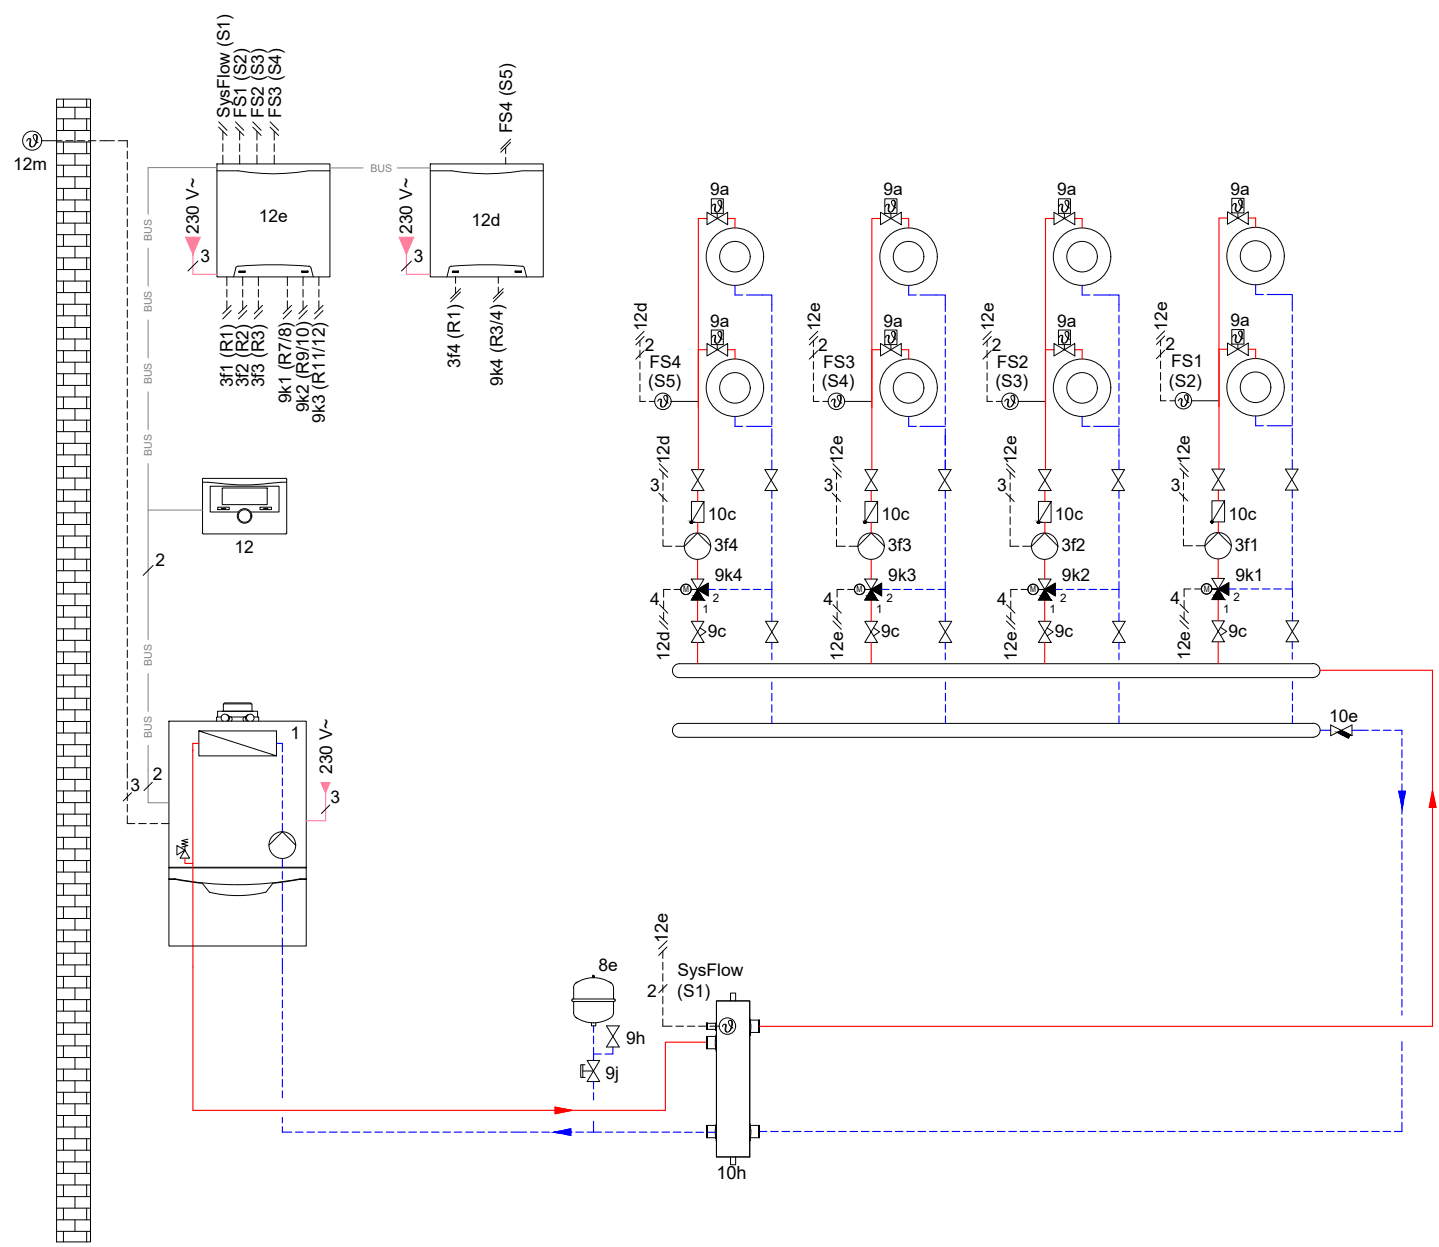 SysFlow (S1)
FS1 (S2)
FS2 (S3)
FS3 (S4)
FS4 (S5)
12m
BUS
BUS
230 V~
3
12e
230 V~
3
12d
BUS
3f1 (R1)
3f2 (R2)
3f3 (R3)
9k1 (R7/8)
9k2 (R9/10)
9k3 (R11/12)
3f4 (R1)
9k4 (R3/4)
BUS
BUS
12
2
BUS
BUS
1
230 V~
3
2
3
9a
9a
9a
9a
12d
2
9a
12e
2
9a
12e
2
9a
12e
2
9a
FS4
(S5)
FS3
(S4)
FS2
(S3)
FS1
(S2)
12d
3
12e
3
12e
3
12e
3
10c
10c
10c
10c
3f4
3f3
3f2
3f1
M
9k4
2
1
M
9k3
2
1
M
9k2
2
1
M
9k1
2
1
4
12d
9c
4
12e
9c
4
12e
9c
4
12e
9c
10e
12e
2
SysFlow
(S1)
8e
9h
9j
10h